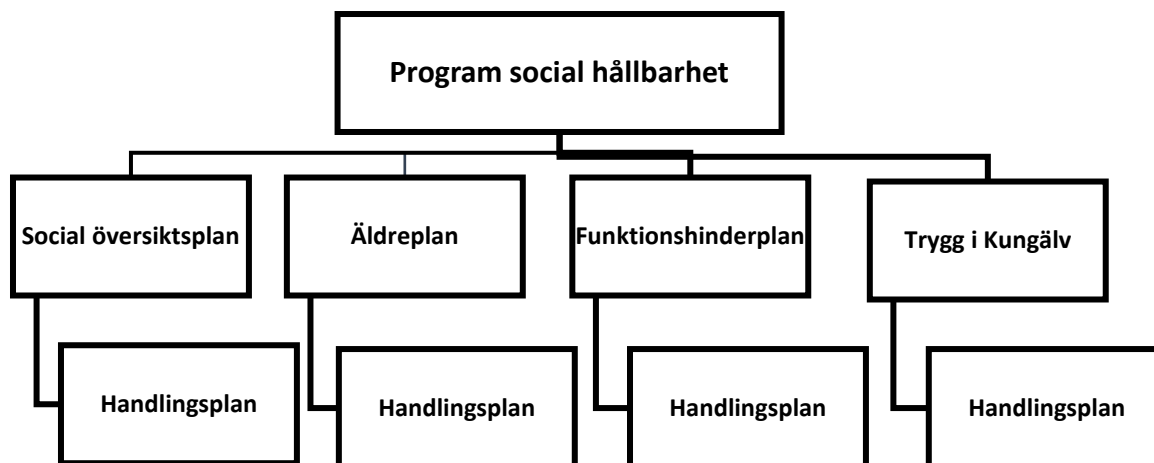 Program social hållbarhet
Social översiktsplan
Äldreplan
Funktionshinderplan
Trygg i Kungälv
Handlingsplan
Handlingsplan
Handlingsplan
Handlingsplan